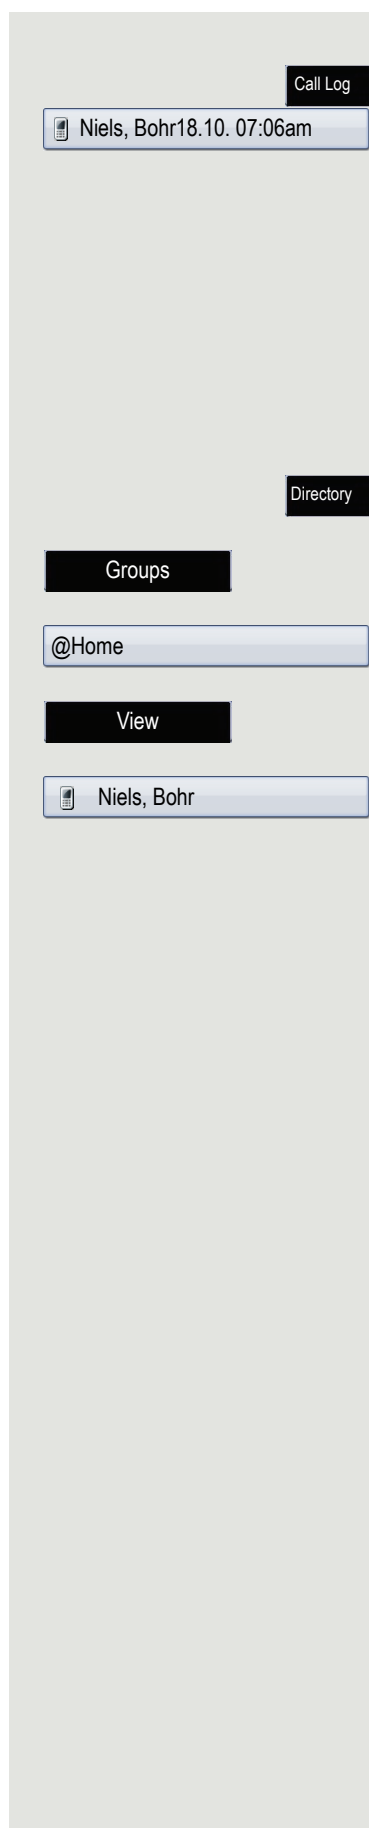 Call Log
Niels, Bohr18.10. 07:06am
Directory
Groups
@Home
View
Niels, Bohr